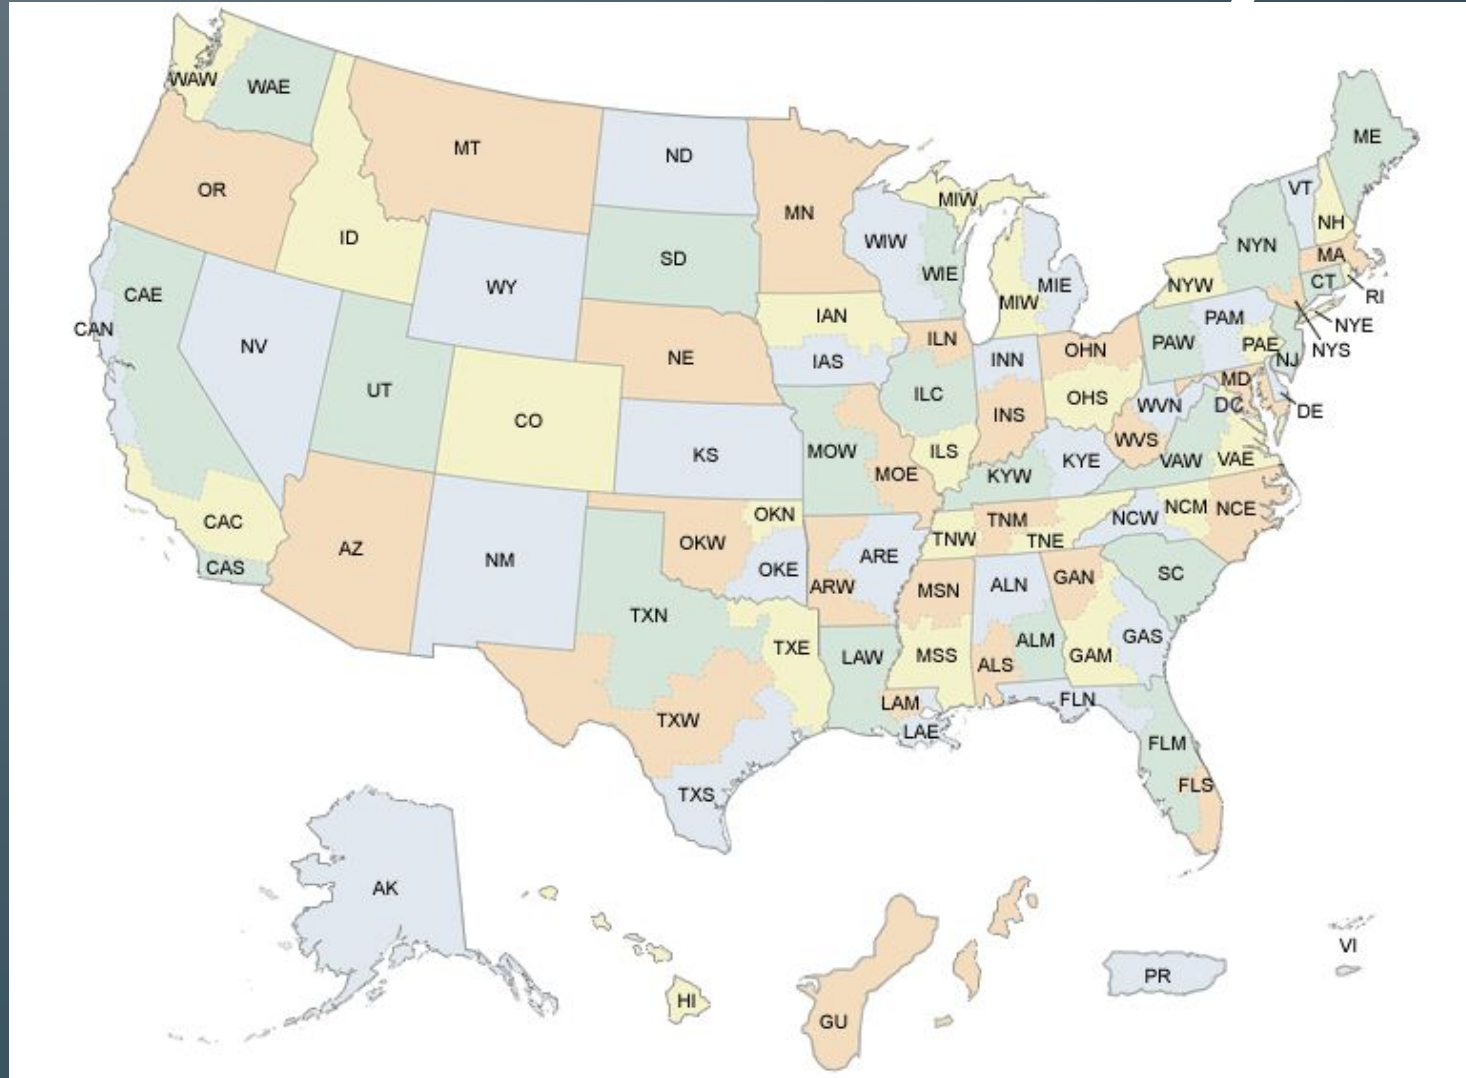 WAW
WAE
MT
ND
MN
ME
OR
ID
WY
SD
WIW
WIE
MIW
MIW
MIE
VT
NH
NYN
MA
NYW
CT
RI
NYE
NYS
CAE
CAN
NV
UT
CO
NE
IAN
IAS
ILN
ILC
ILS
INN
INS
OHN
OHS
PAW
PAM
PAE
NJ
MD
DC
DE
WVN
WVS
VAW
VAE
KS
MOW
MOE
KYW
KYE
CAC
CAS
AZ
NM
OKN
OKW
OKE
ARE
ARW
TNW
TNM
TNE
NCW
NCM
NCE
SC
TXN
TXE
TXW
TXS
LAW
LAM
LAE
MSN
MSS
ALN
ALM
ALS
GAN
GAM
GAS
FLN
FLM
FLS
AK
HI
GU
PR
VI